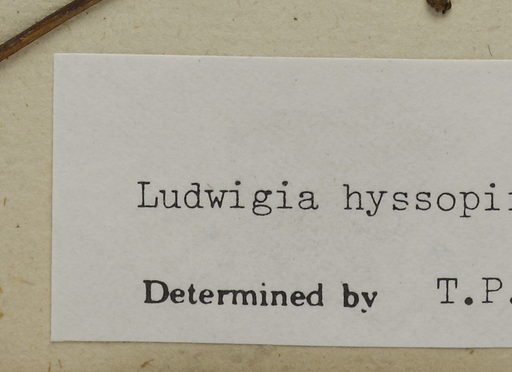 Ludwigia hyssopi
Determined by T.P.